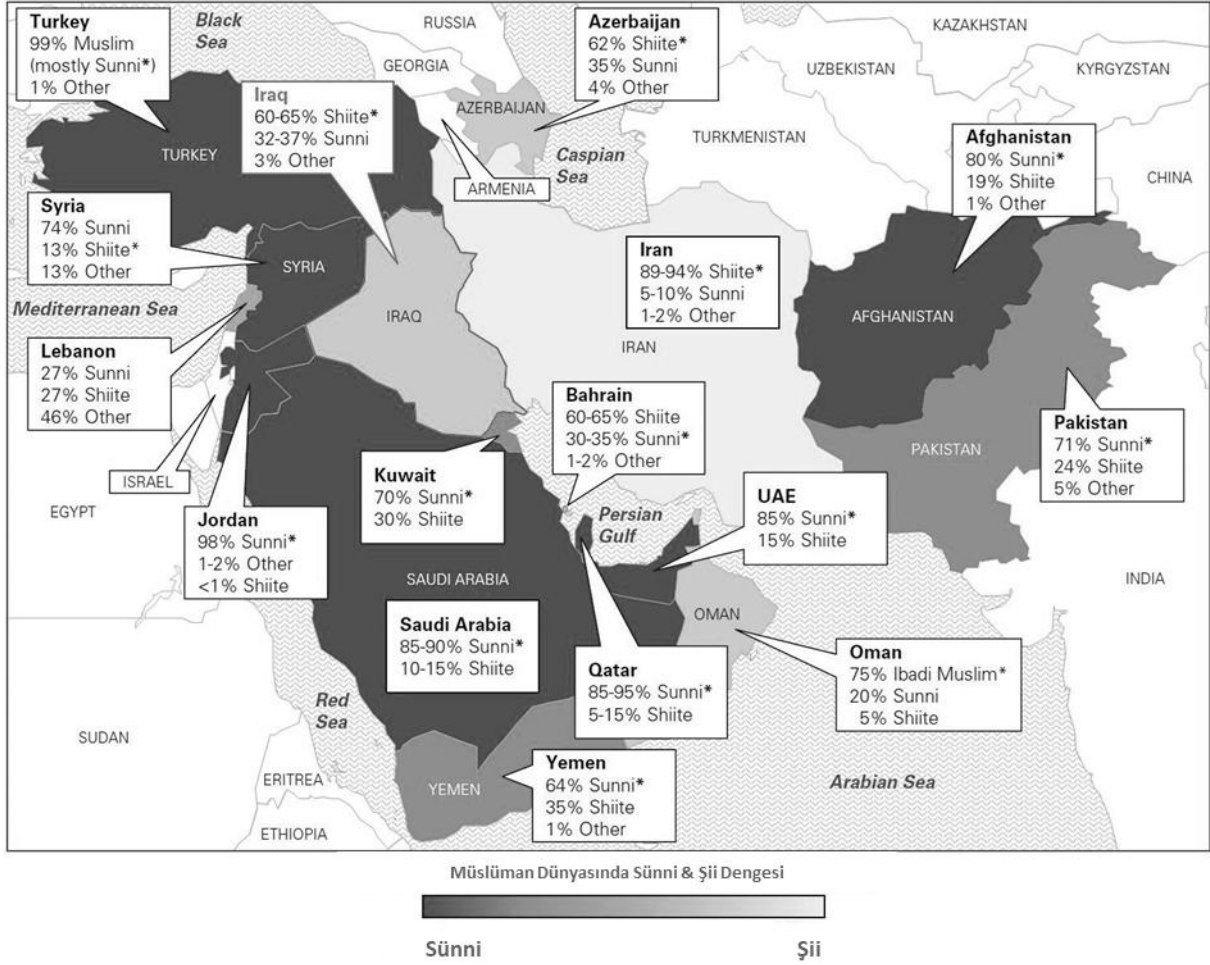 Turkey
99% Muslim
(mostly Sunni*)
1% Other
Black
Sea
RUSSIA
GEORGIA
Azerbaijan
62% Shiite*
35% Sunni
4% Other
KAZAKHSTAN
UZBEKISTAN
KYRGYZSTAN
Iraq
60-65% Shiite*
32-37% Sunni
3% Other
AZERBAIJAN
TURKMENISTAN
Afghanistan
80% Sunni*
19% Shiite
1% Other
TURKEY
Caspian
Sea
ARMENIA
CHINA
Syria
74% Sunni
13% Shiite*
13% Other
SYRIA
Iran
89-94% Shiite*
5-10% Sunni
1-2% Other
Mediterranean Sea
IRAQ
AFGHANISTAN
IRAN
Lebanon
27% Sunni
27% Shiite
46% Other
Bahrain
60-65% Shiite
30-35% Sunni*
1-2% Other
Pakistan
71% Sunni*
24% Shiite
5% Other
PAKISTAN
ISRAEL
EGYPT
Kuwait
70% Sunni*
30% Shiite
UAE
85% Sunni*
15% Shiite
Jordan
98% Sunni*
1-2% Other
<1% Shiite
Persian
Gulf
INDIA
SAUDI ARABIA
OMAN
Saudi Arabia
85-90% Sunni*
10-15% Shiite
Qatar
85-95% Sunni*
5-15% Shiite
Oman
75% Ibadi Muslim*
20% Sunni
5% Shiite
Red
Sea
SUDAN
Yemen
64% Sunni*
35% Shiite
1% Other
YEMEN
ERITREA
ETHIOPIA
Arabian Sea
Müslüman Dünyasında Sünni & Şii Dengesi
Sünni
Şii